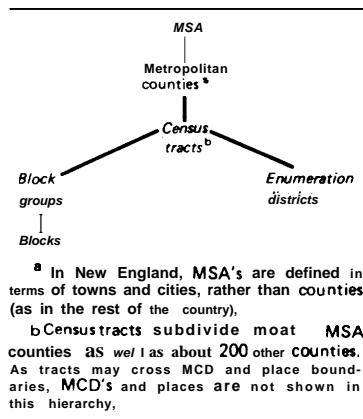 MSA
Metropolitan
counties a
Census
tracts b
Block
groups
Enumeration
districts
Blocks
a In New England, MSA's are defined in
terms of towns and cities, rather than counties
(as in the rest of the country),
b Census tracts subdivide moat MSA
counties as wel l as about 200 other counties.
As tracts may cross MCD and place bound-
aries, MCD's and places are not shown in
this hierarchy,